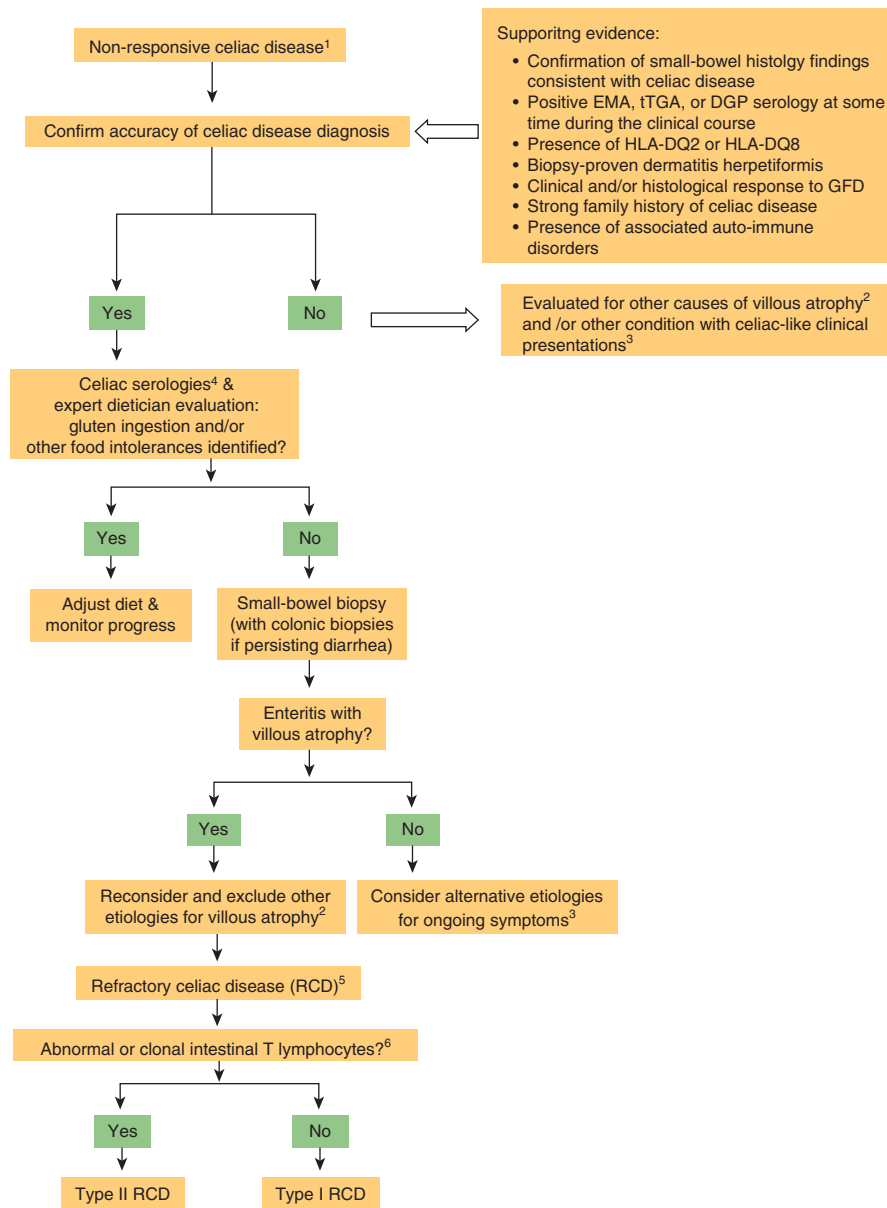 Non-responsive celiac disease1
Supporitng evidence:
• Confirmation of small-bowel histolgy findings
consistent with celiac disease
• Positive EMA, tTGA, or DGP serology at some
time during the clinical course
• Presence of HLA-DQ2 or HLA-DQ8
• Biopsy-proven dermatitis herpetiformis
• Clinical and/or histological response to GFD
• Strong family history of celiac disease
• Presence of associated auto-immune
disorders
Confirm accuracy of celiac disease diagnosis
Yes
No
Evaluated for other causes of villous atrophy2
and /or other condition with celiac-like clinical
presentations3
Celiac serologies4 &
expert dietician evaluation:
gluten ingestion and/or
other food intolerances identified?
Yes
No
Adjust diet &
monitor progress
Small-bowel biopsy
(with colonic biopsies
if persisting diarrhea)
Enteritis with
villous atrophy?
Yes
No
Reconsider and exclude other
etiologies for villous atrophy2
Consider alternative etiologies
for ongoing symptoms3
Refractory celiac disease (RCD)5
Abnormal or clonal intestinal T lymphocytes?6
Yes
No
Type II RCD
Type I RCD